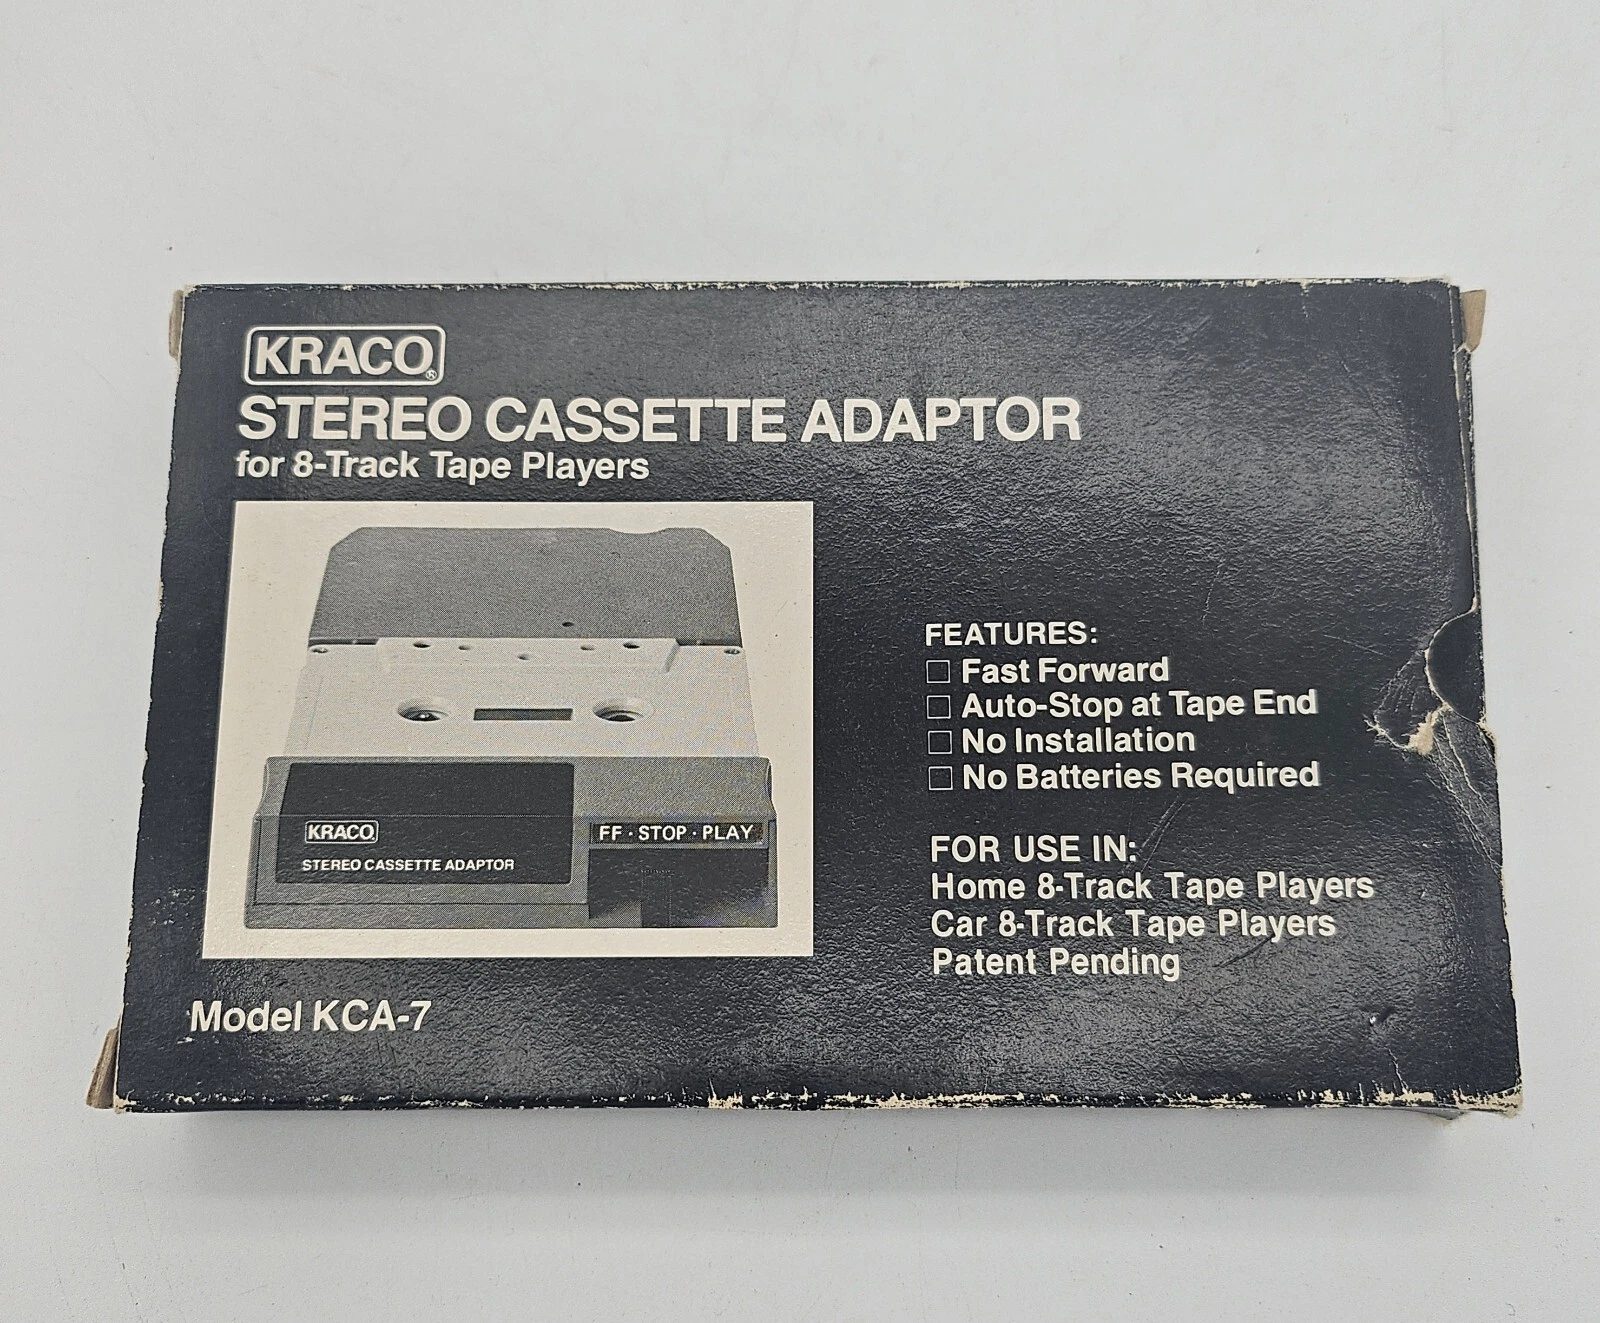 KRACO®
STEREO CASSETTE ADAPTOR
for 8-Track Tape Players
KRACO
STEREO CASSETTE ADAPTOR
FF · STOP · PLAY
Model KCA-7
FEATURES:
□ Fast Forward
□ Auto-Stop at Tape End
□ No Installation
□ No Batteries Required
FOR USE IN:
Home 8-Track Tape Players
Car 8-Track Tape Players
Patent Pending